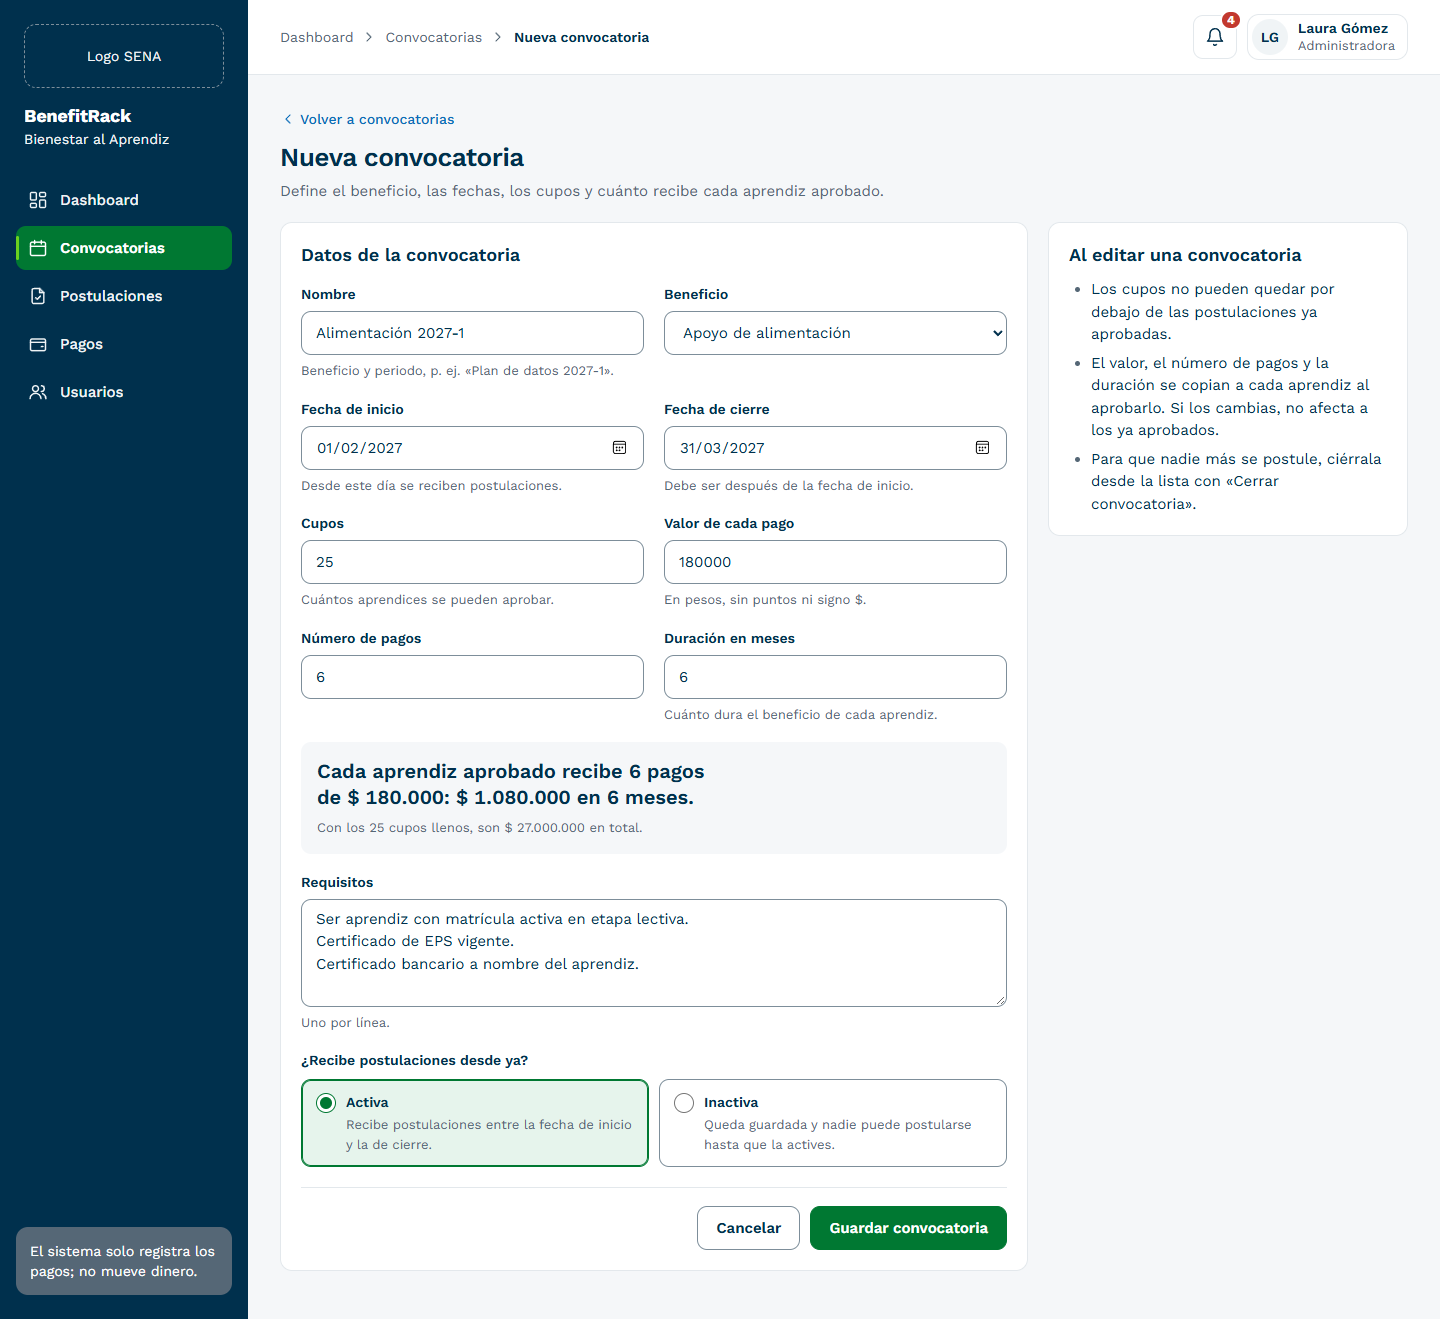 Logo SENA
BenefitRack
Bienestar al Aprendiz
Dashboard
Convocatorias
Postulaciones
Pagos
Usuarios
El sistema solo registra los
pagos; no mueve dinero.
Dashboard > Convocatorias > Nueva convocatoria
4
LG
Laura Gómez
Administradora
Volver a convocatorias
Nueva convocatoria
Define el beneficio, las fechas, los cupos y cuánto recibe cada aprendiz aprobado.
Datos de la convocatoria
Nombre
Alimentación 2027-1
Beneficio y periodo, p. ej. «Plan de datos 2027-1».
Beneficio
Apoyo de alimentación
Fecha de inicio
01/02/2027
Desde este día se reciben postulaciones.
Fecha de cierre
31/03/2027
Debe ser después de la fecha de inicio.
Cupos
25
Cuántos aprendices se pueden aprobar.
Valor de cada pago
180000
En pesos, sin puntos ni signo $.
Número de pagos
6
Duración en meses
6
Cuánto dura el beneficio de cada aprendiz.
Cada aprendiz aprobado recibe 6 pagos
de $ 180.000: $ 1.080.000 en 6 meses.
Con los 25 cupos llenos, son $ 27.000.000 en total.
Requisitos
Ser aprendiz con matrícula activa en etapa lectiva.
Certificado de EPS vigente.
Certificado bancario a nombre del aprendiz.
Uno por línea.
¿Recibe postulaciones desde ya?
Activa
Recibe postulaciones entre la fecha de inicio
y la de cierre.
Inactiva
Queda guardada y nadie puede postularse
hasta que la actives.
Cancelar
Guardar convocatoria
Al editar una convocatoria
Los cupos no pueden quedar por
debajo de las postulaciones ya
aprobadas.
El valor, el número de pagos y la
duración se copian a cada aprendiz al
aprobarlo. Si los cambias, no afecta a
los ya aprobados.
Para que nadie más se postule, ciérrala
desde la lista con «Cerrar
convocatoria».